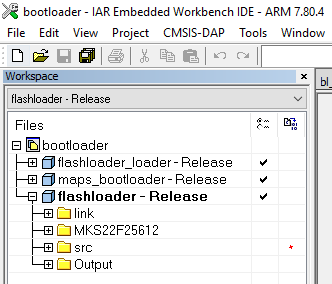 bootloader - IAR Embedded Workbench IDE - ARM 7.80.4
File Edit View Project CMSIS-DAP Tools Window
Workspace
flashloader - Release
Files
bootloader
flashloader_loader - Release
maps_bootloader - Release
flashloader - Release
link
MKS22F25612
src
Output